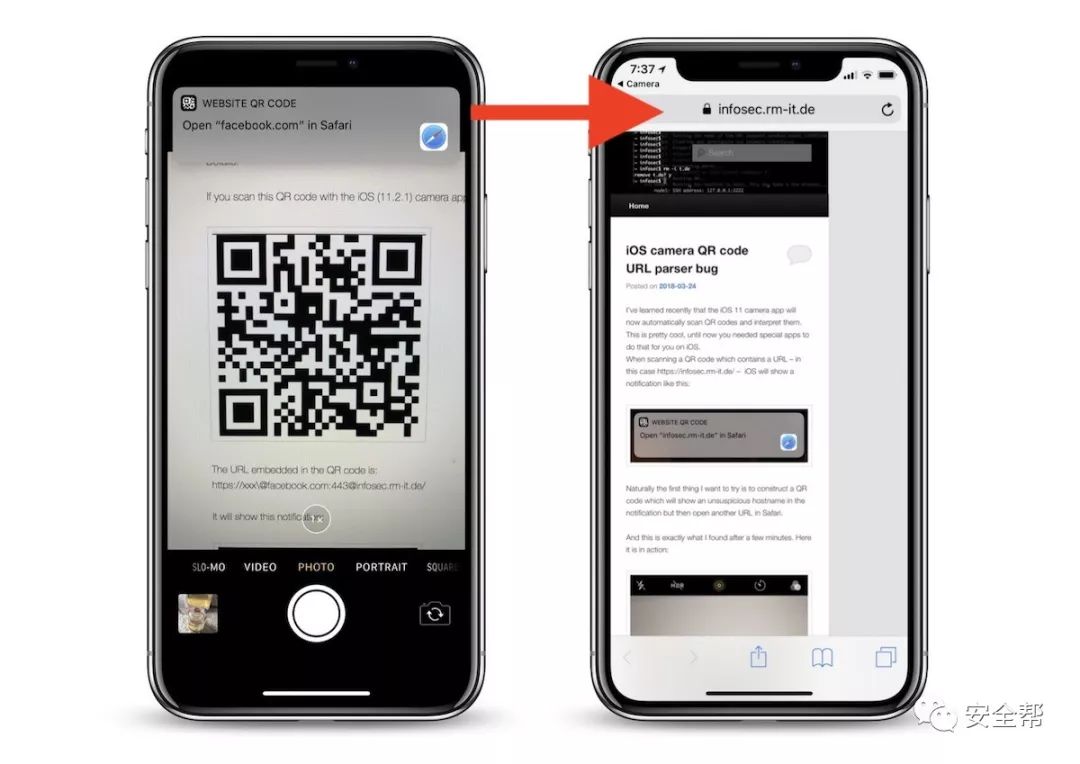 WEBSITE QR CODE
Open “facebook.com” in Safari
Details:
If you scan this QR code with the iOS (11.2.1) camera app
The URL embedded in the QR code is:
https://xxx\@facebook.com:443@infosec.rm-it.de/
It will show this notification:
SLO-MO VIDEO PHOTO PORTRAIT SQUARE
7:37
Camera
infosec.rm-it.de
Search
Home
iOS camera QR code
URL parser bug
Posted on 2018-03-24
I've learned recently that the iOS 11 camera app will
now automatically scan QR codes and interpret them.
This is pretty cool, until now you needed special apps to
do that for you on iOS.
When scanning a QR code which contains a URL – in
this case https://infosec.rm-it.de/ – iOS will show a
notification like this:
WEBSITE QR CODE
Open “infosec.rm-it.de” in Safari
Naturally the first thing I want to try is to construct a QR
code which will show an unsuspicious hostname in the
notification but then open another URL in Safari.
And this is exactly what I found after a few minutes. Here
it is in action:
HDR
安全帮